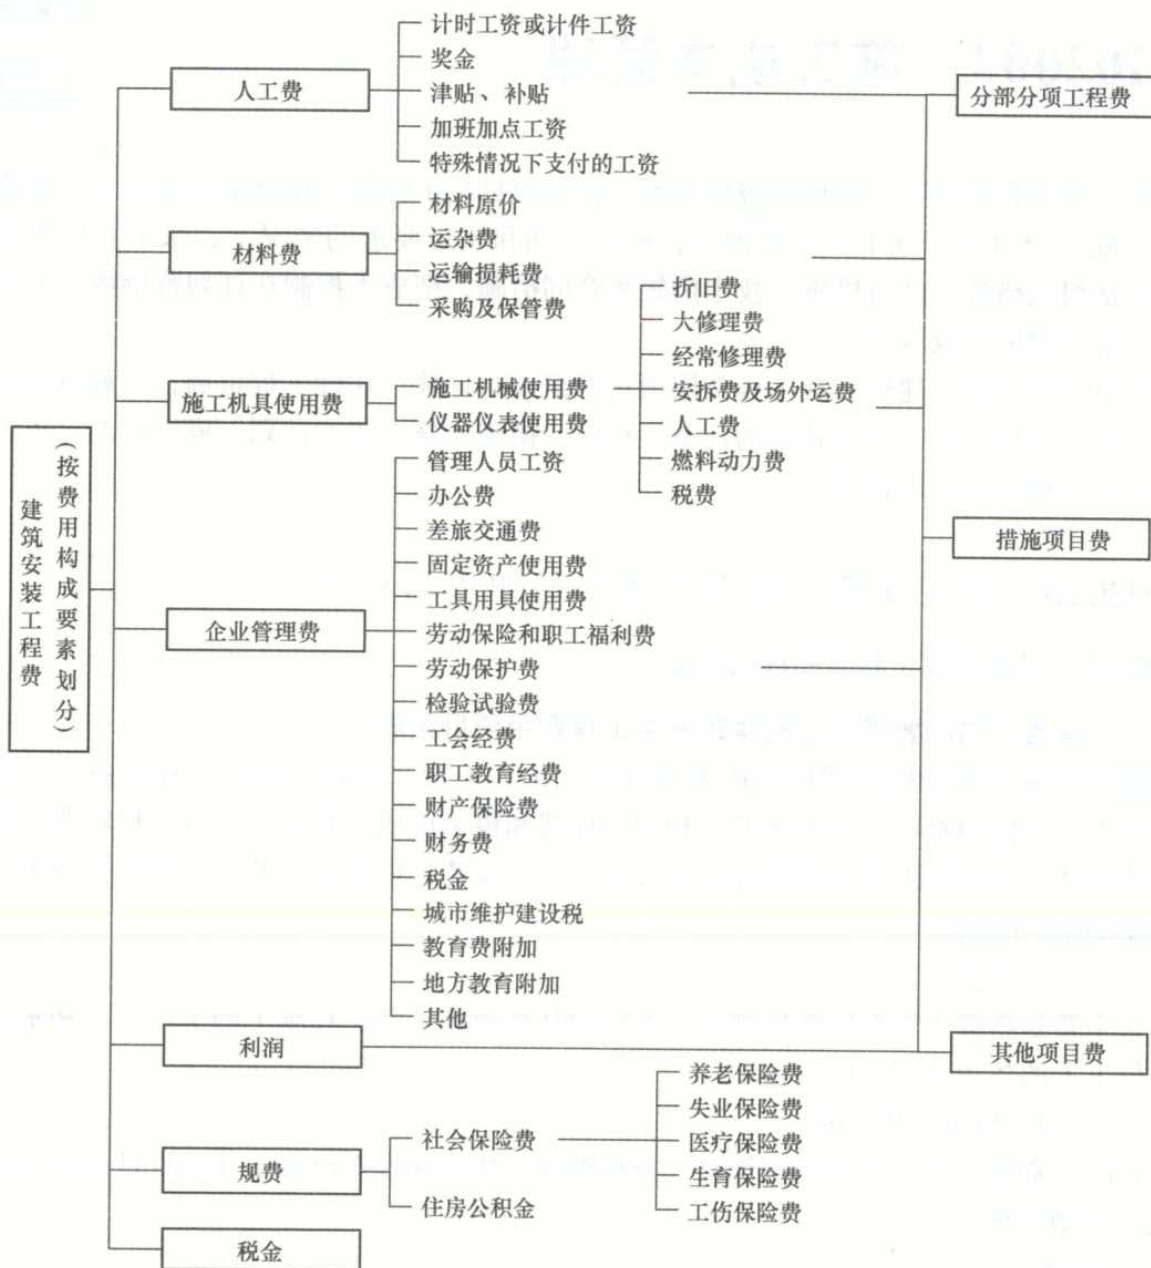 建筑安装工程费
（按费用构成要素划分）
人工费
计时工资或计件工资
奖金
津贴、补贴
加班加点工资
特殊情况下支付的工资
材料费
材料原价
运杂费
运输损耗费
采购及保管费
施工机具使用费
施工机械使用费
仪器仪表使用费
折旧费
大修理费
经常修理费
安拆费及场外运费
人工费
燃料动力费
税费
企业管理费
管理人员工资
办公费
差旅交通费
固定资产使用费
工具用具使用费
劳动保险和职工福利费
劳动保护费
检验试验费
工会经费
职工教育经费
财产保险费
财务费
税金
城市维护建设税
教育费附加
地方教育附加
其他
利润
规费
社会保险费
住房公积金
养老保险费
失业保险费
医疗保险费
生育保险费
工伤保险费
税金
分部分项工程费
措施项目费
其他项目费